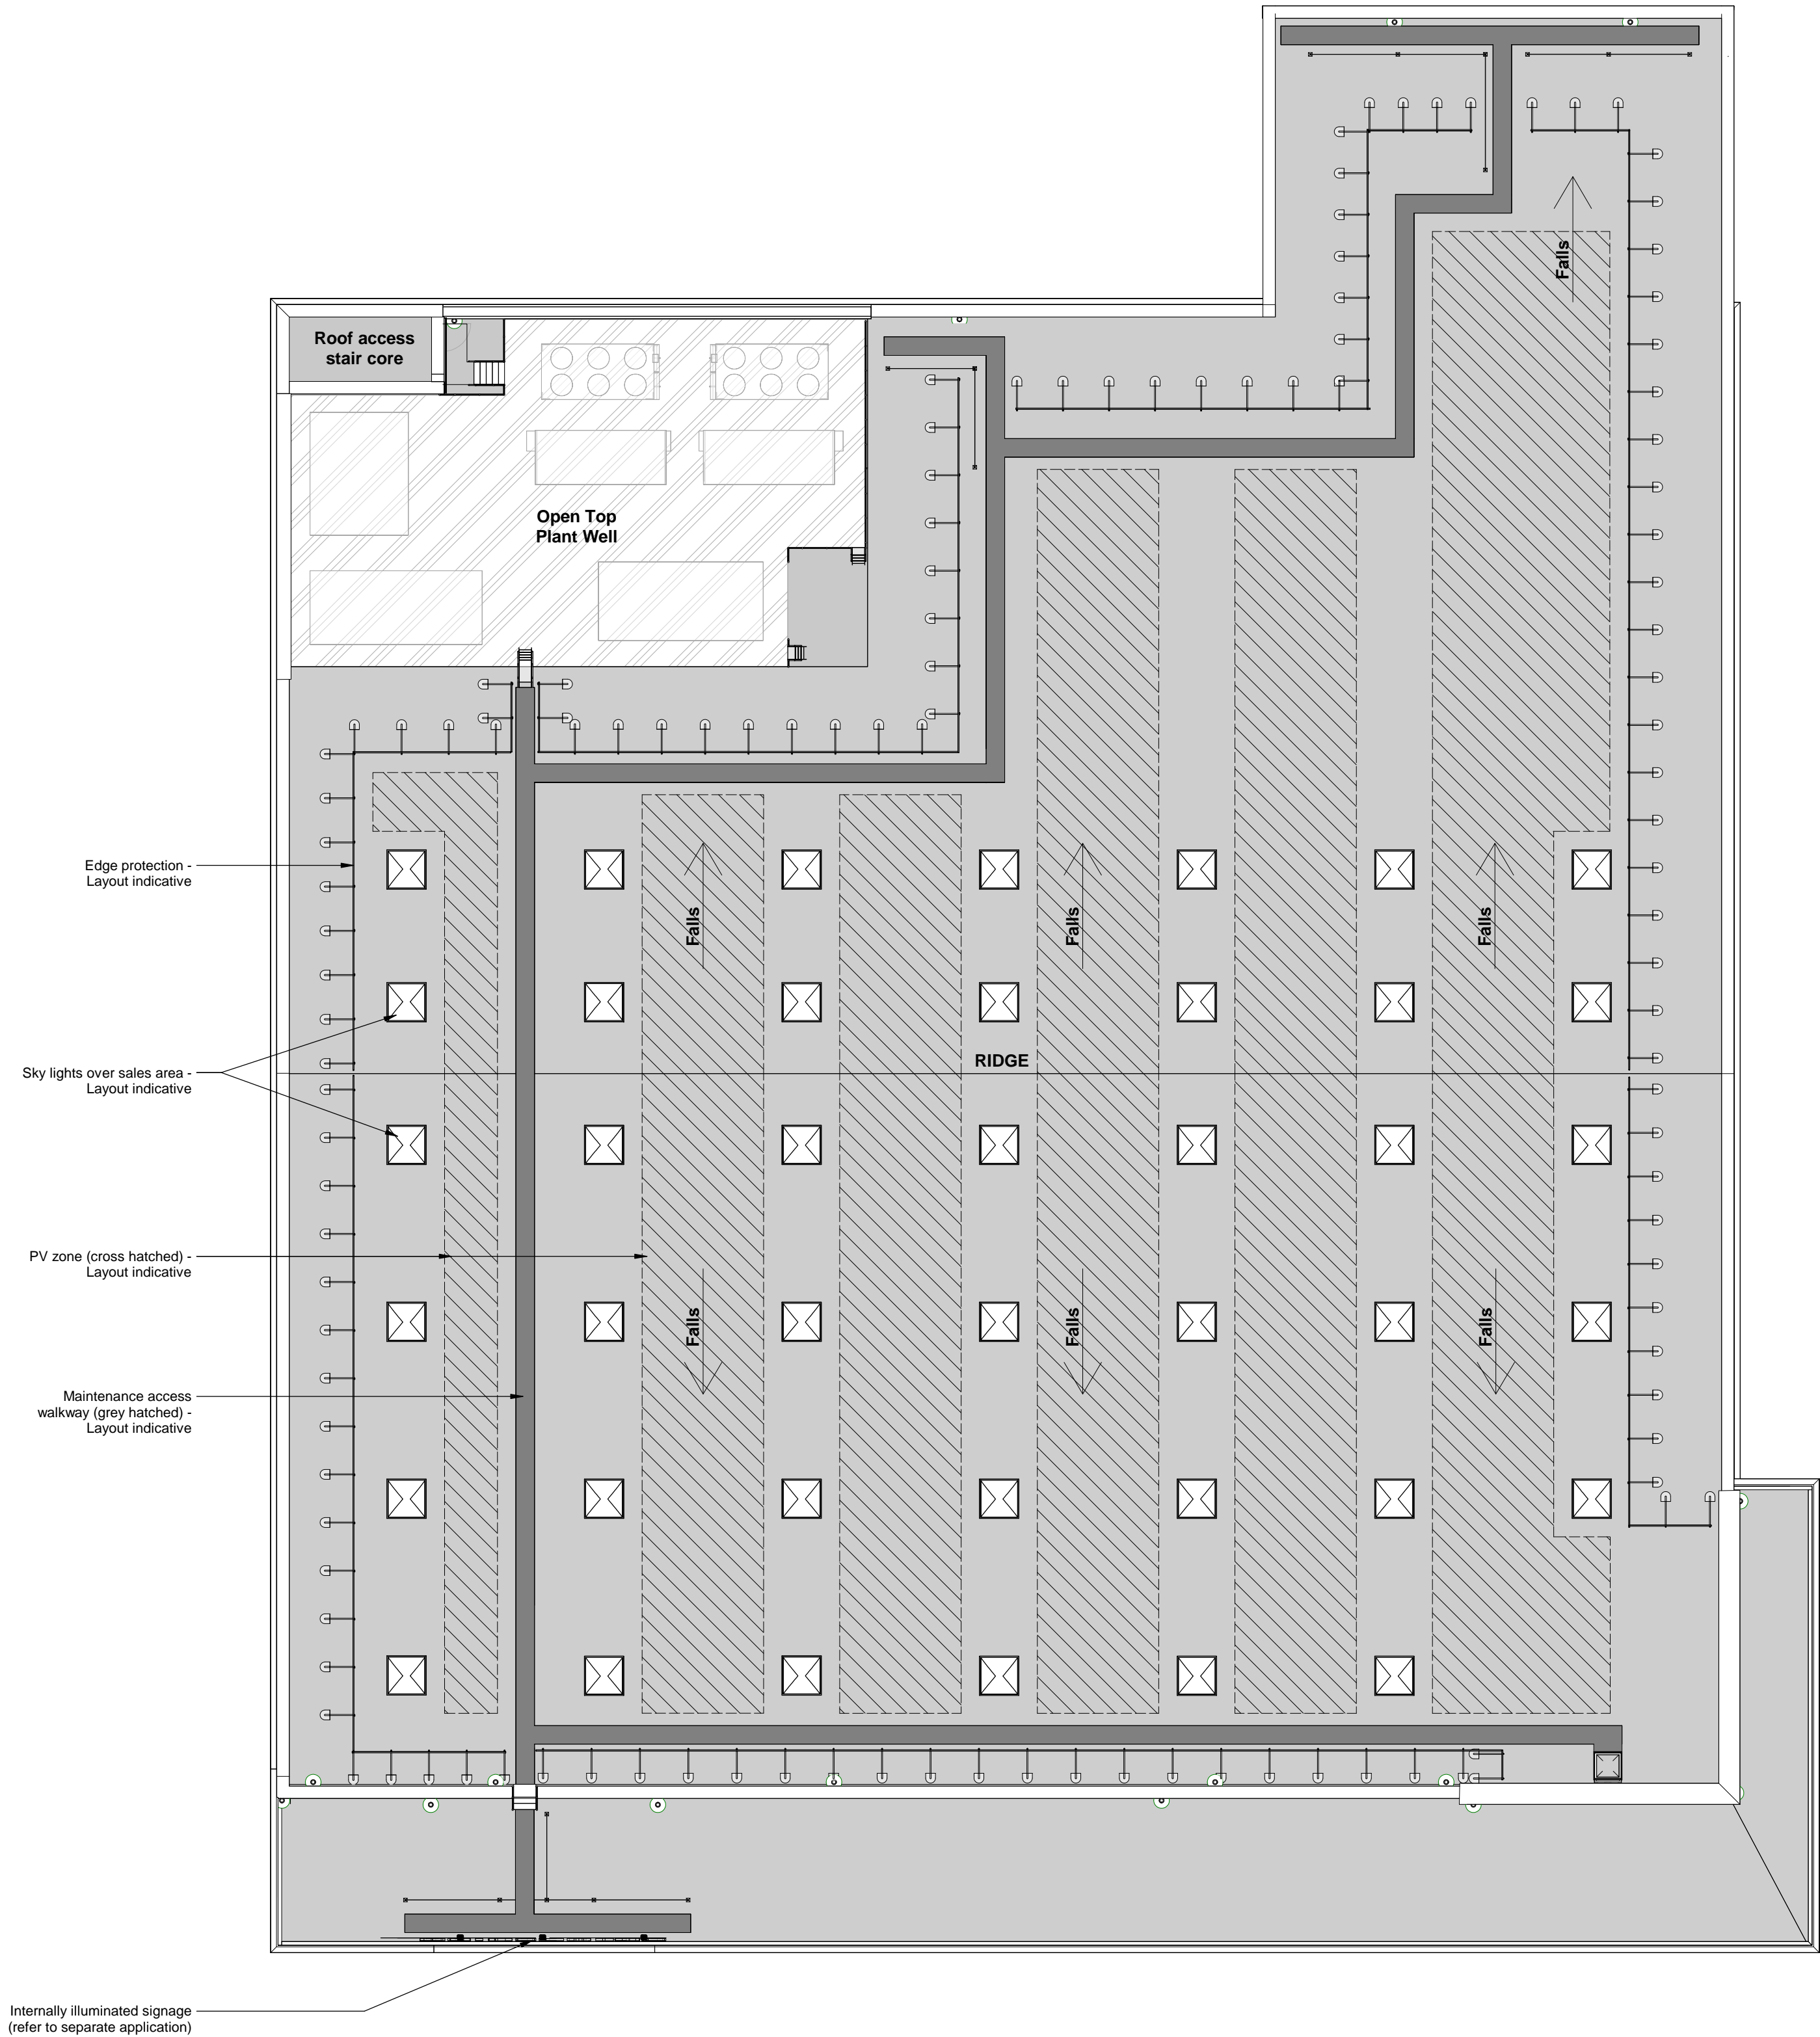 Falls
Roof access
stair core
Open Top
Plant Well
Edge protection -
Layout indicative
Falls
Falls
Falls
RIDGE
Sky lights over sales area -
Layout indicative
PV zone (cross hatched) -
Layout indicative
Falls
Falls
Falls
Maintenance access
walkway (grey hatched) -
Layout indicative
Internally illuminated signage
(refer to separate application)